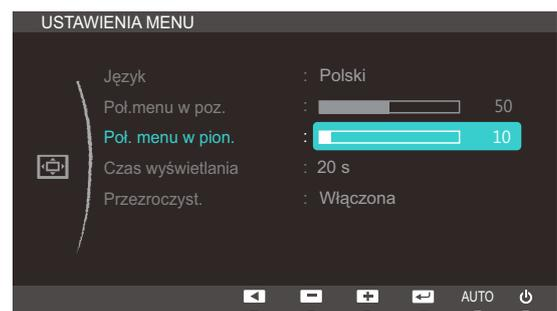 USTAWIENIA MENU
Język : Polski
Poł.menu w poz. : 50
Poł. menu w pion. : 10
Czas wyświetlania : 20 s
Przezroczyst. : Włączona
AUTO